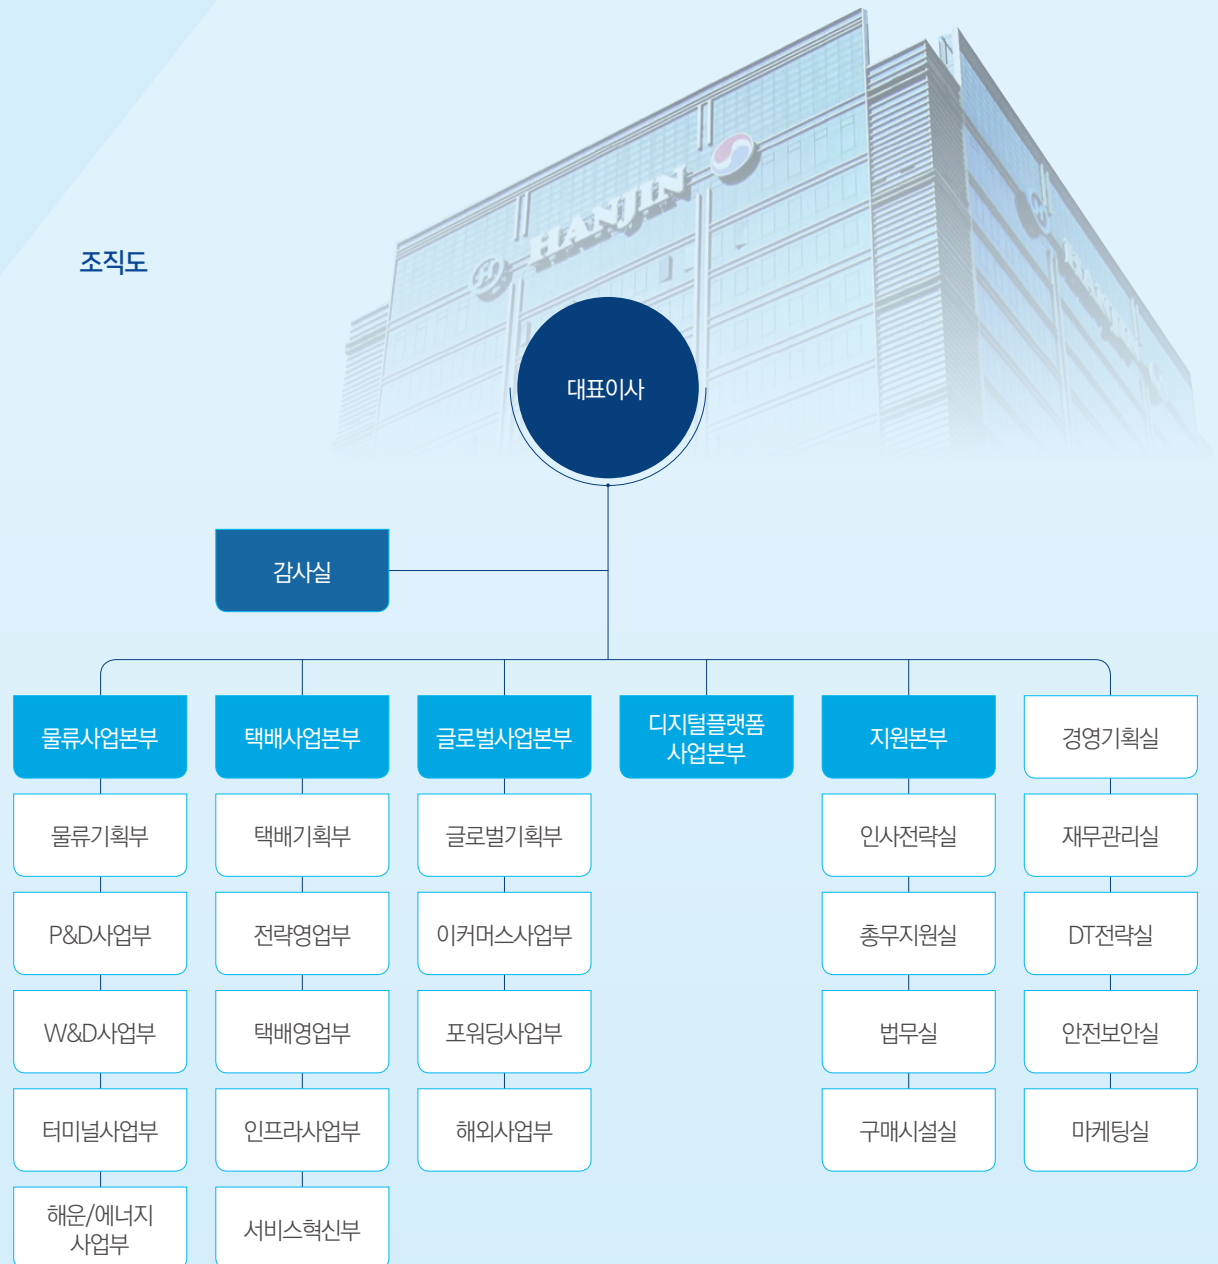 HANJIN
HANJIN
조직도
대표이사
감사실
물류사업본부
택배사업본부
글로벌사업본부
디지털플랫폼
사업본부
지원본부
경영기획실
물류기획부
택배기획부
글로벌기획부
인사전략실
재무관리실
P&D사업부
전략영업부
이커머스사업부
총무지원실
DT전략실
W&D사업부
택배영업부
포워딩사업부
법무실
안전보안실
터미널사업부
인프라사업부
해외사업부
구매시설실
마케팅실
해운/에너지
사업부
서비스혁신부